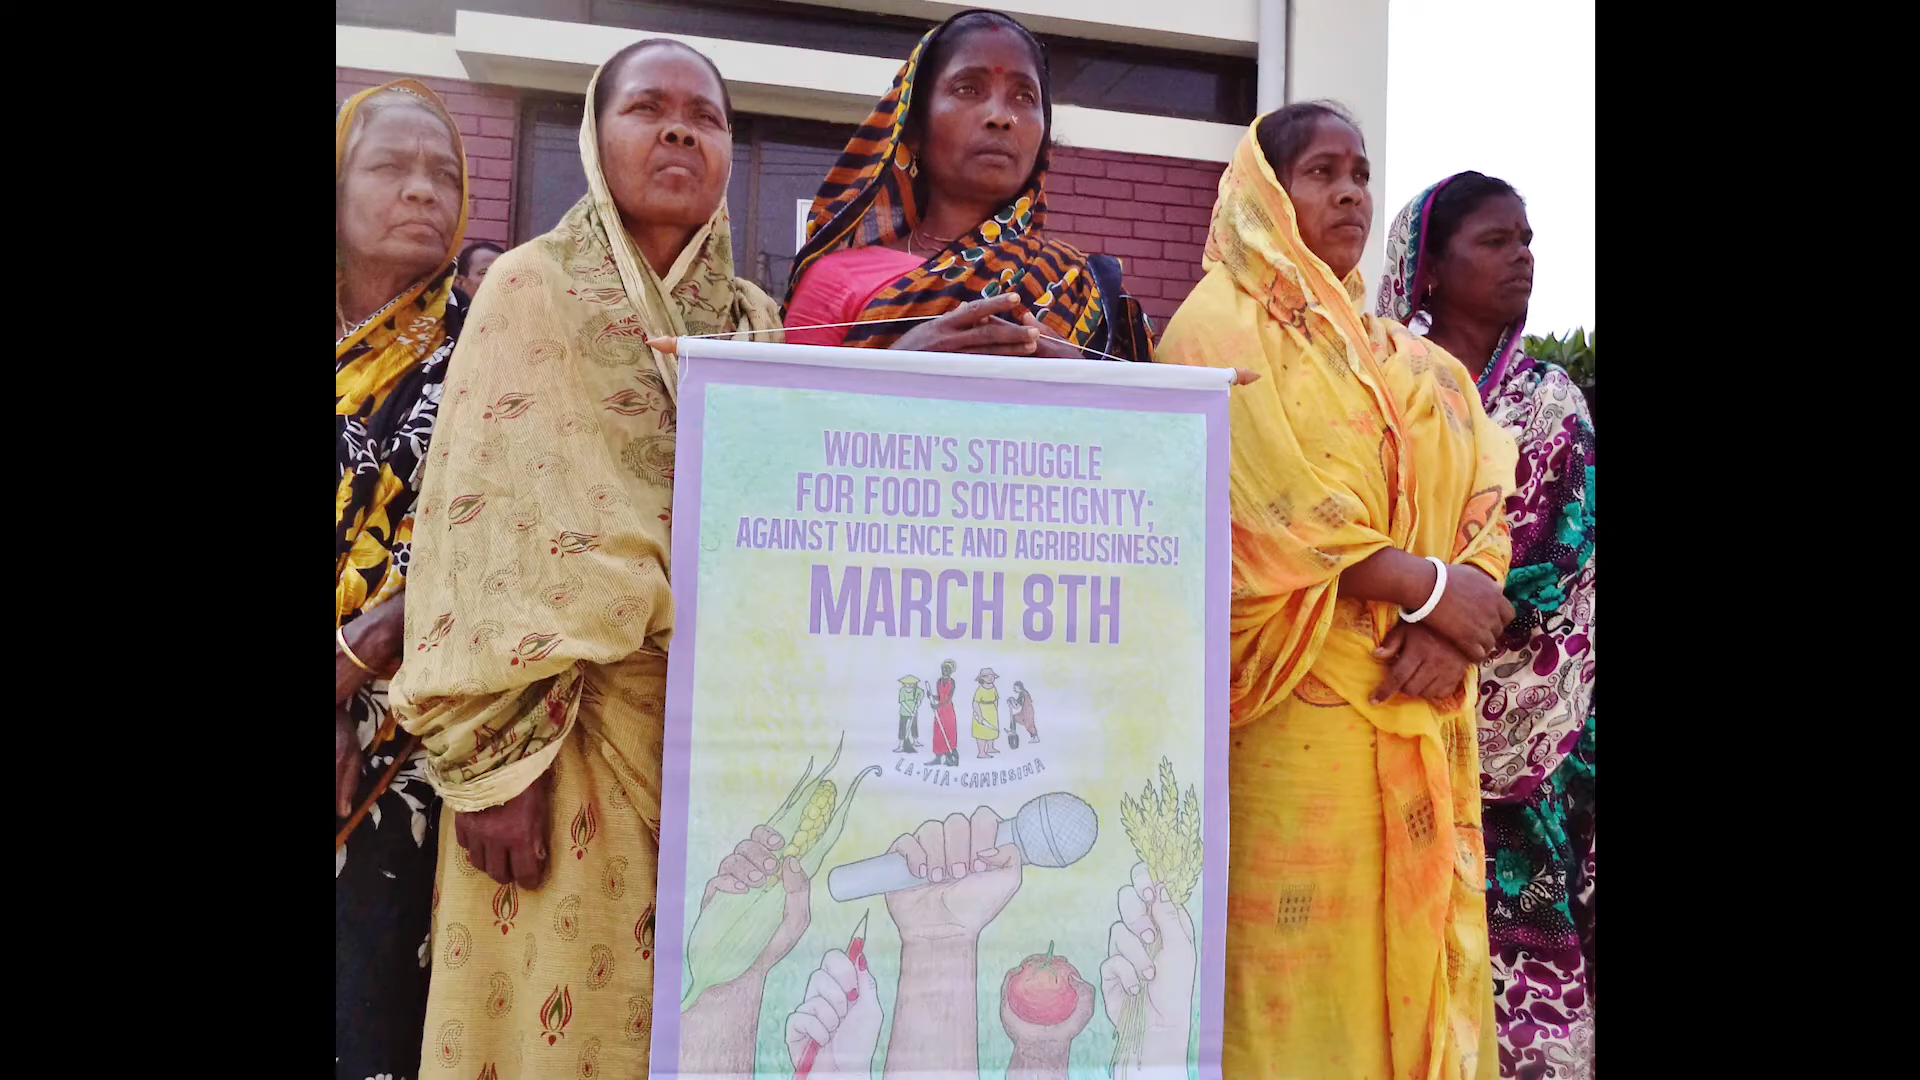 WOMEN'S STRUGGLE
FOR FOOD SOVEREIGNTY;
AGAINST VIOLENCE AND AGRIBUSINESS!
MARCH 8TH
LA·VIA·CAMPESINA